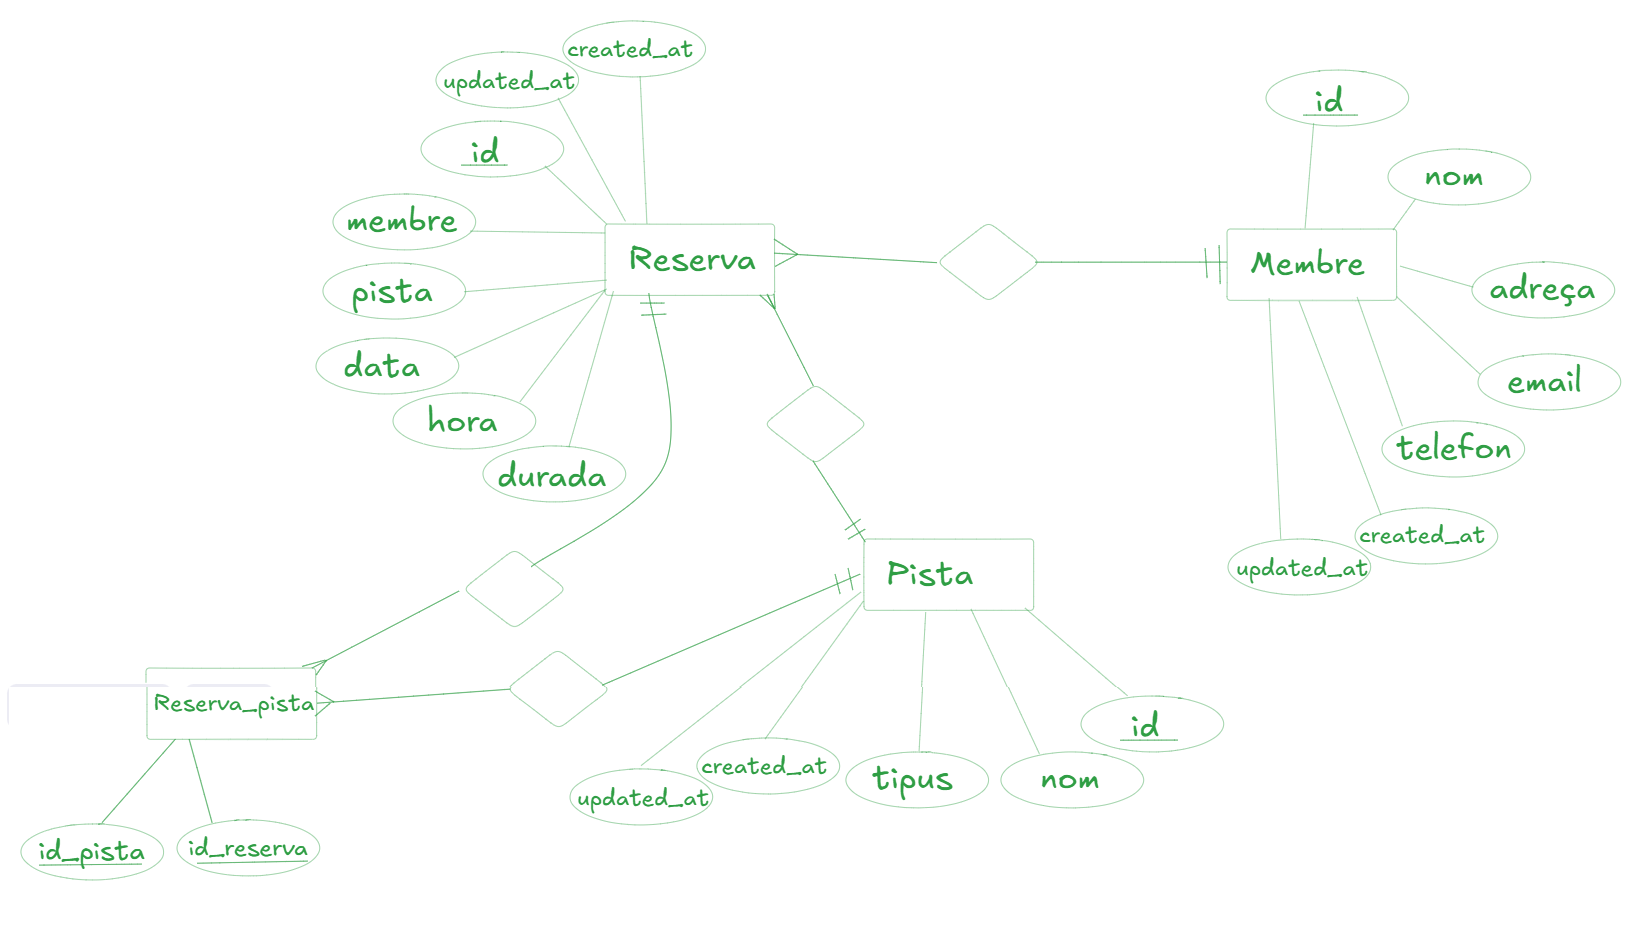 created_at
updated_at
id
membre
pista
data
hora
durada
Reserva
id
nom
Membre
adreça
email
telefon
created_at
updated_at
Pista
id
nom
tipus
created_at
updated_at
Reserva_pista
id_pista
id_reserva